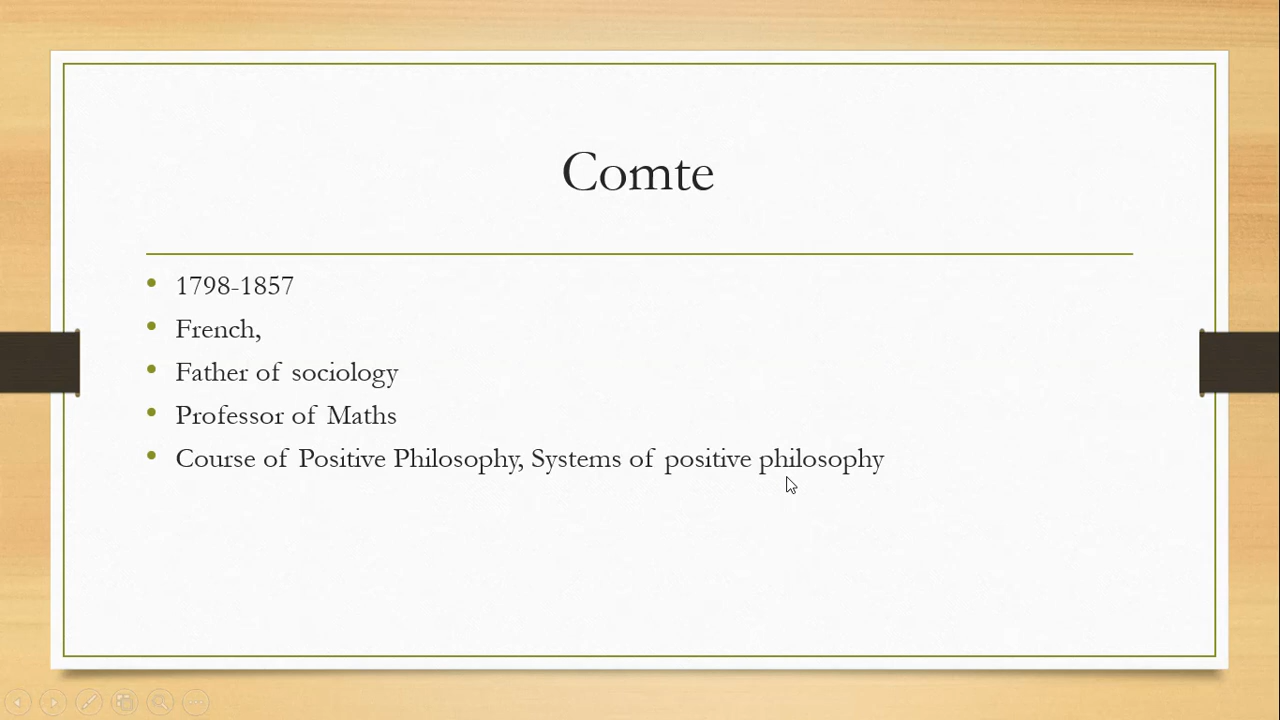 Comte
1798-1857
French,
Father of sociology
Professor of Maths
Course of Positive Philosophy, Systems of positive philosophy